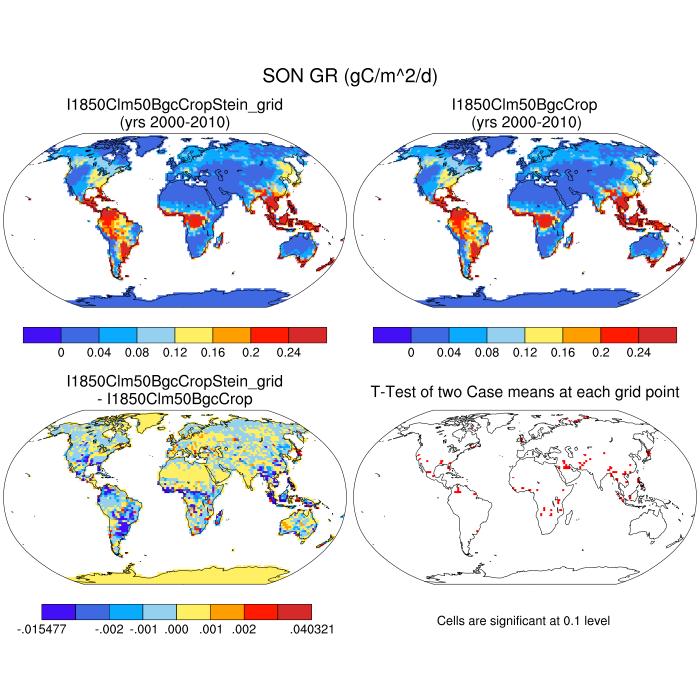 SON GR (gC/m^2/d)
I1850Clm50BgcCropStein_grid
(yrs 2000-2010)
I1850Clm50BgcCrop
(yrs 2000-2010)
0 0.04 0.08 0.12 0.16 0.2 0.24
0 0.04 0.08 0.12 0.16 0.2 0.24
I1850Clm50BgcCropStein_grid
- I1850Clm50BgcCrop
T-Test of two Case means at each grid point
-.015477 -.002 -.001 .000 .001 .002 .040321
Cells are significant at 0.1 level